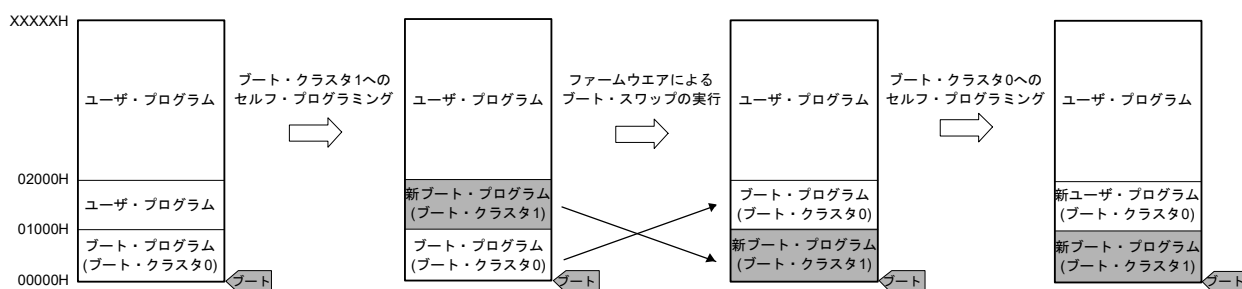 XXXXXH
02000H
01000H
00000H
ユーザ・プログラム
ユーザ・プログラム
ブート・プログラム
(ブート・クラスタ0)
ブート
ブート・クラスタ1への
セルフ・プログラミング
ユーザ・プログラム
新ブート・プログラム
(ブート・クラスタ1)
ブート・プログラム
(ブート・クラスタ0)
ブート
ファームウエアによる
ブート・スワップの実行
ユーザ・プログラム
ブート・プログラム
(ブート・クラスタ0)
新ブート・プログラム
(ブート・クラスタ1)
ブート
ブート・クラスタ0への
セルフ・プログラミング
ユーザ・プログラム
新ユーザ・プログラム
(ブート・クラスタ0)
新ブート・プログラム
(ブート・クラスタ1)
ブート